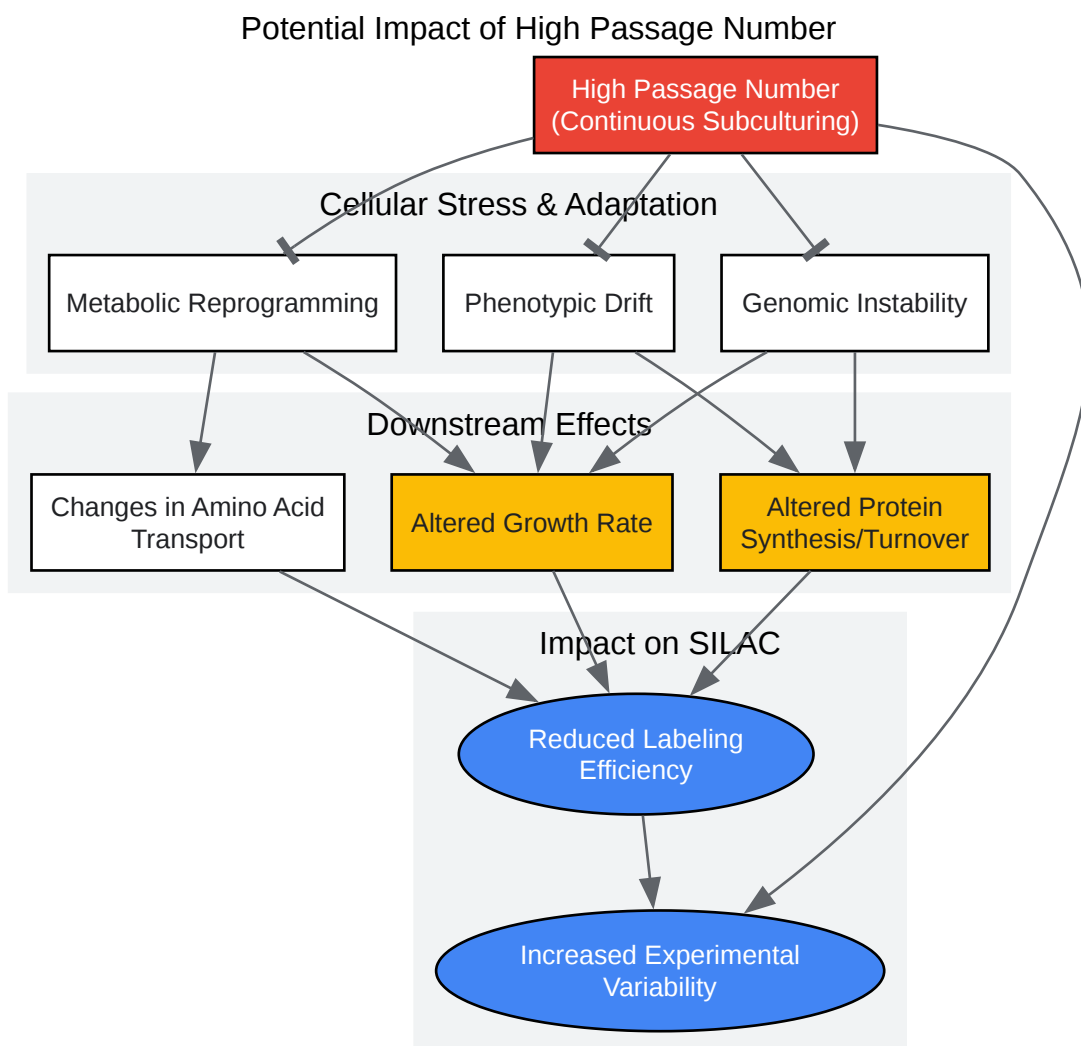 Potential Impact of High Passage Number
High Passage Number
(Continuous Subculturing)
Cellular Stress & Adaptation
Metabolic Reprogramming
Phenotypic Drift
Genomic Instability
Downstream Effects
Changes in Amino Acid
Transport
Altered Growth Rate
Altered Protein
Synthesis/Turnover
Impact on SILAC
Reduced Labeling
Efficiency
Increased Experimental
Variability